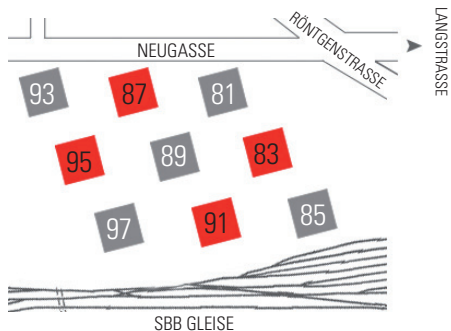 NEUGASSE
RÖNTGENSTRASSE
LANGSTRASSE
93
87
81
95
89
83
97
91
85
SBB GLEISE